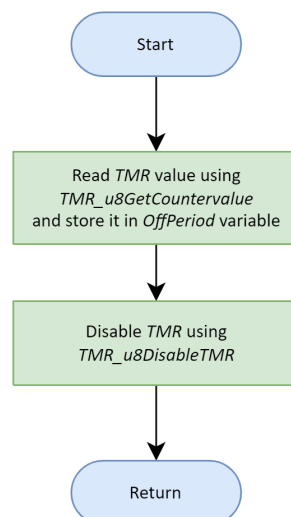 Start
Read TMR value using
TMR_u8GetCountervalue
and store it in OffPeriod variable
Disable TMR using
TMR_u8DisableTMR
Return